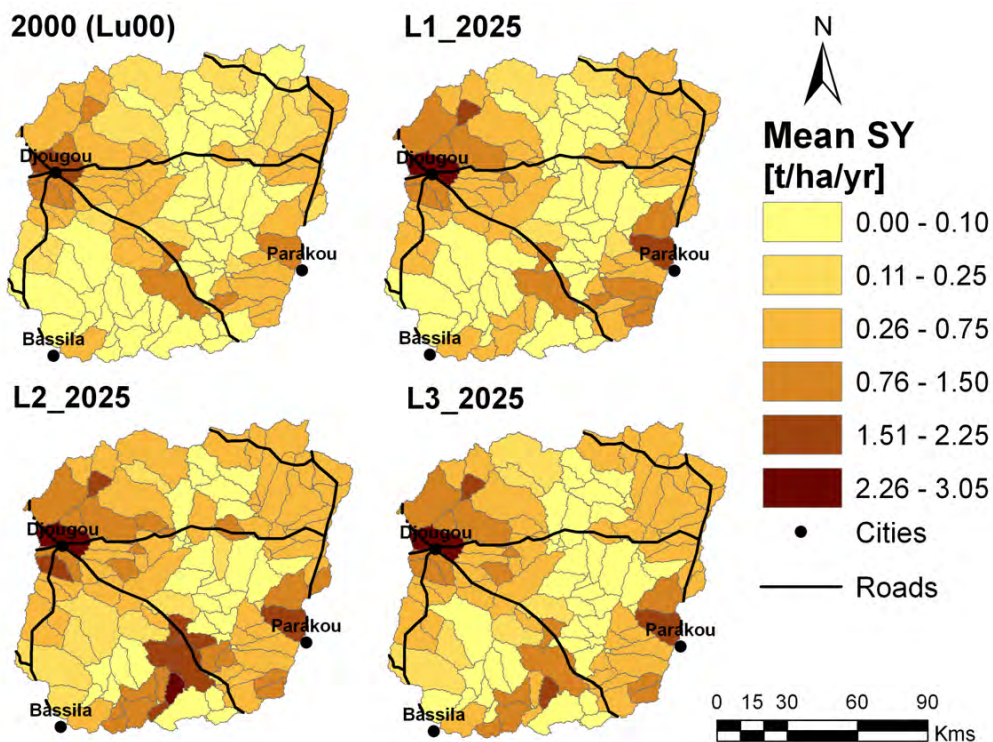 2000 (Lu00)
L1_2025
N
Djougou
Djougou
Parakou
Parakou
Bassila
Bassila
Mean SY
[t/ha/yr]
0.00 - 0.10
0.11 - 0.25
0.26 - 0.75
0.76 - 1.50
1.51 - 2.25
2.26 - 3.05
Cities
Roads
L2_2025
L3_2025
Djougou
Djougou
Parakou
Parakou
Bassila
Bassila
0 15 30 60 90
Kms